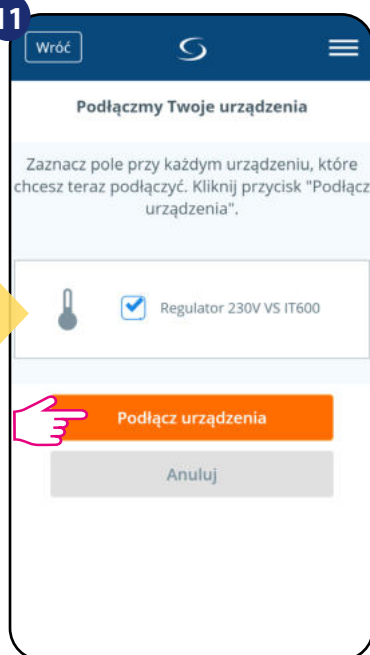 11
Wróć
Podłączmy Twoje urządzenia
Zaznacz pole przy każdym urządzeniu, które
chcesz teraz podłączyć. Kliknij przycisk "Podłącz
urządzenia".
Regulator 230V VS IT600
Podłącz urządzenia
Anuluj